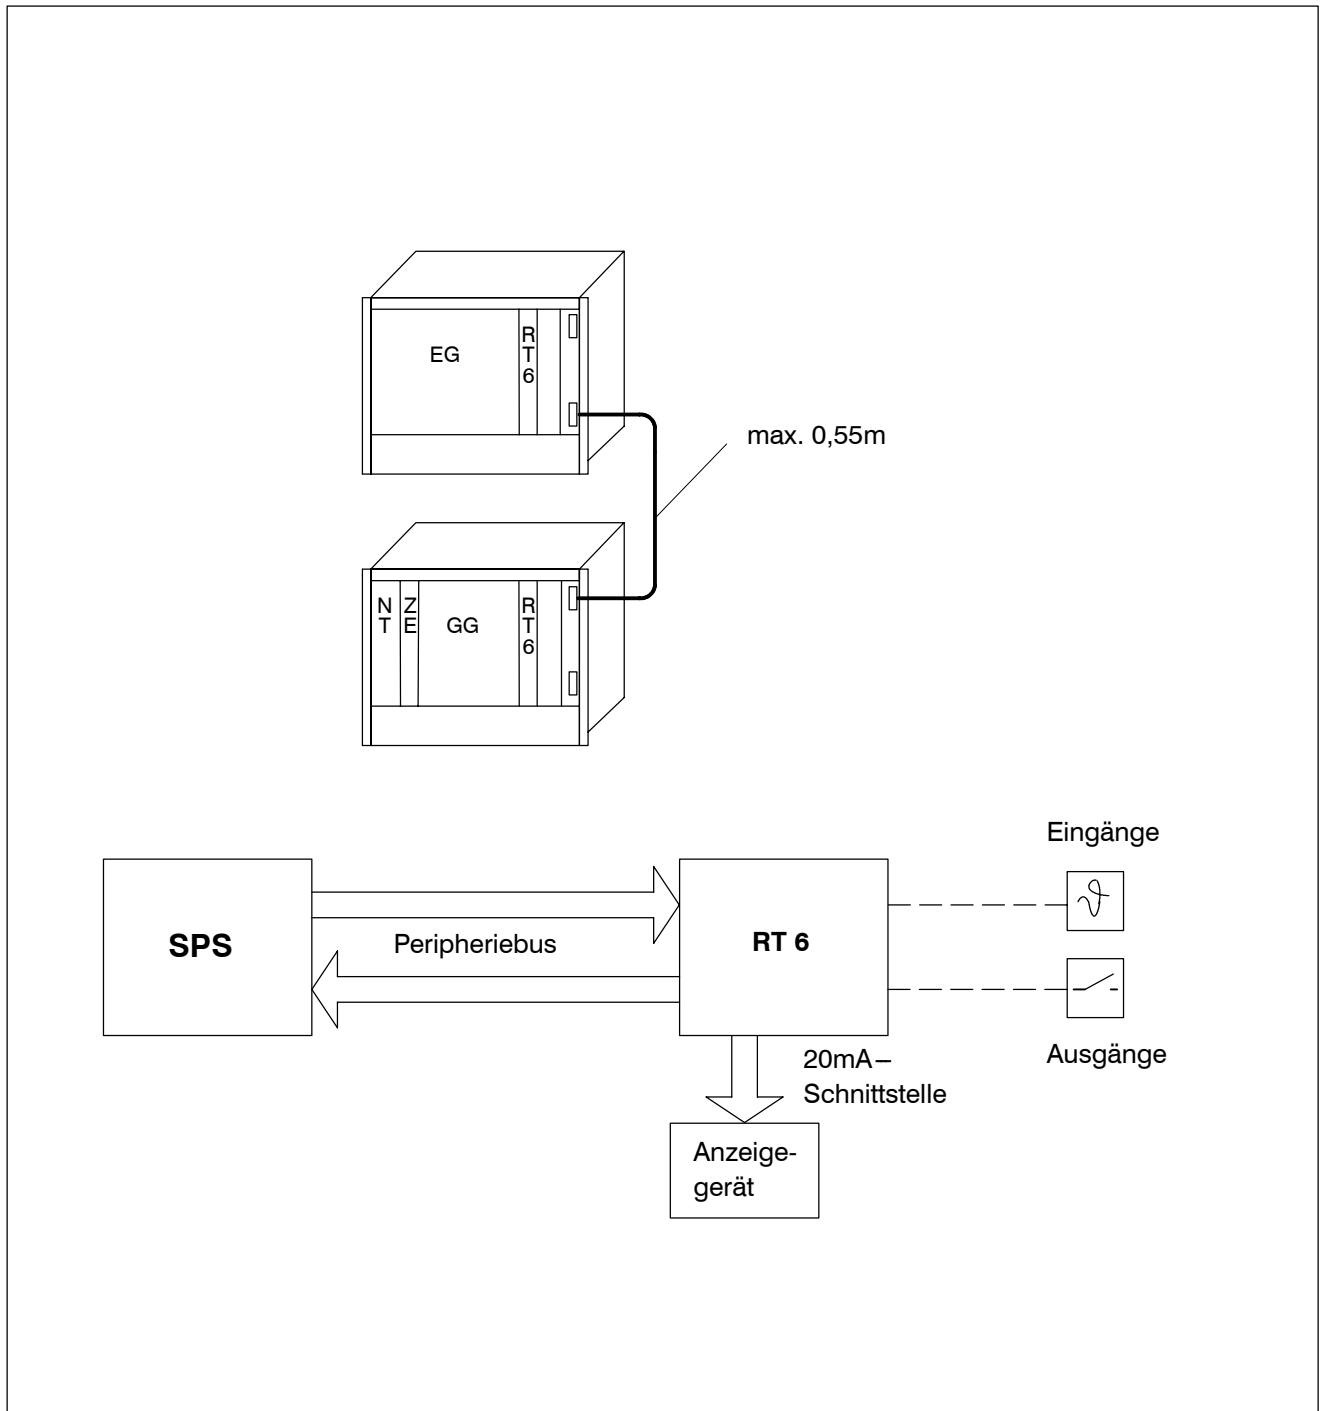 EG
R
T
6
max. 0,55m
N
T
Z
E
GG
R
T
6
Eingänge
SPS
Peripheriebus
RT 6
ϑ
Ausgänge
20mA–
Schnittstelle
Anzeige-
gerät